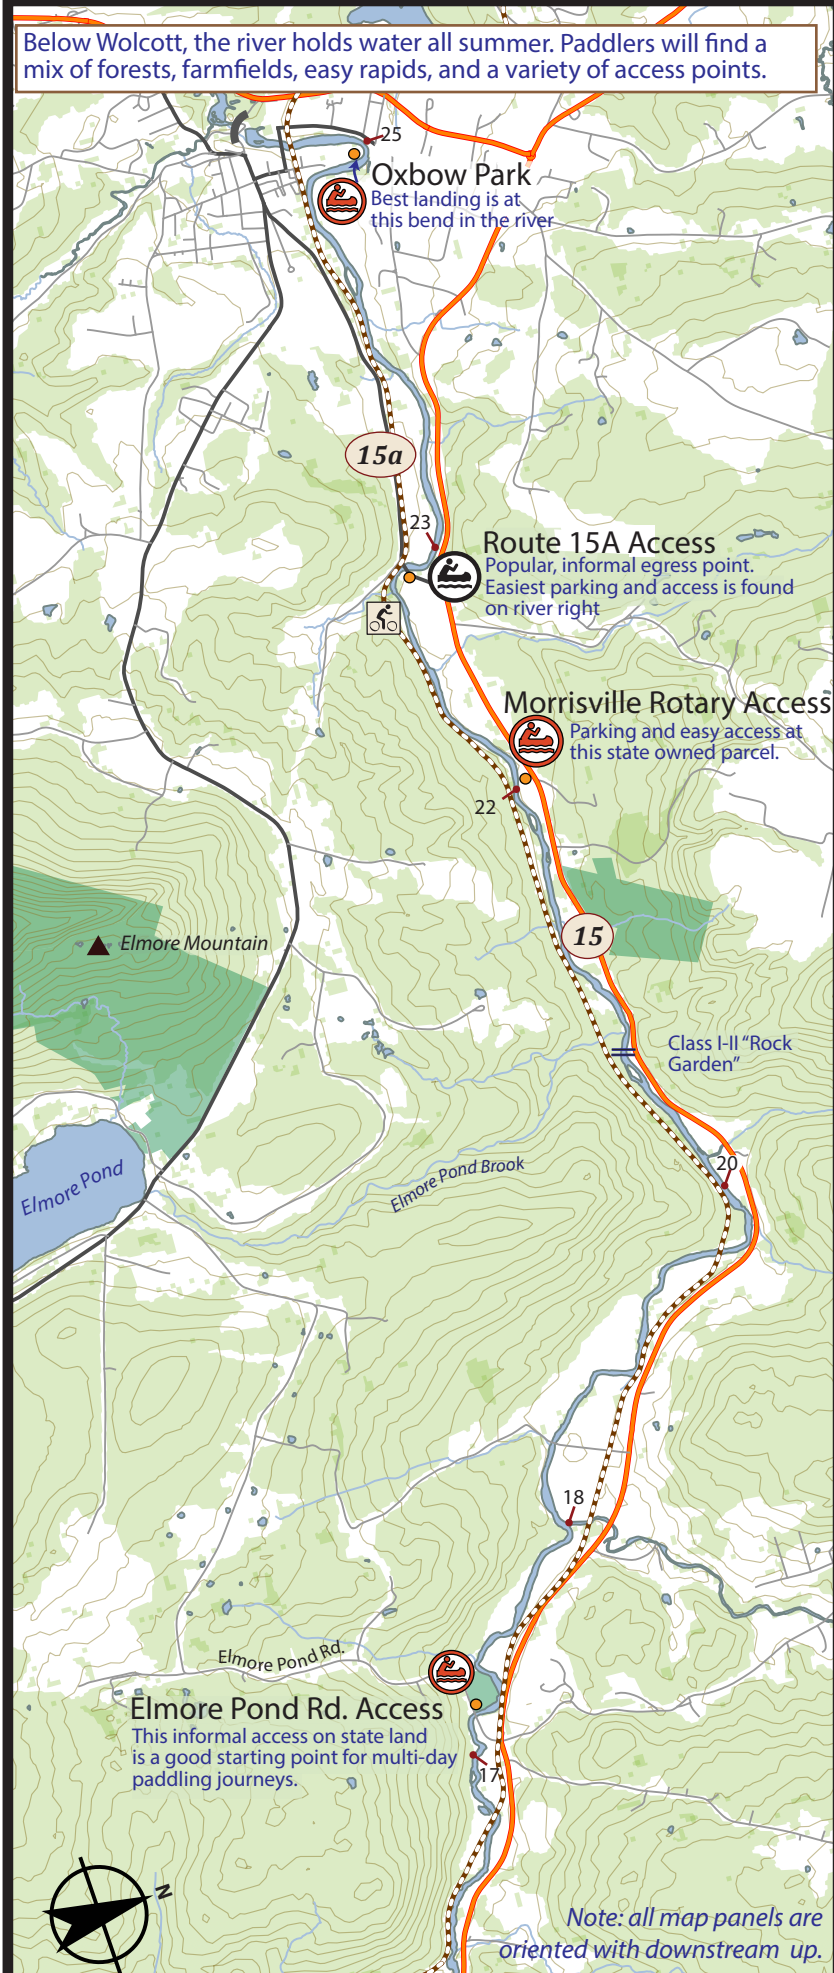 Below Wolcott, the river holds water all summer. Paddlers will find a
mix of forests, farmfields, easy rapids, and a variety of access points.
25
Oxbow Park
Best landing is at
this bend in the river
15a
23
Route 15A Access
Popular, informal egress point.
Easiest parking and access is found
on river right
Morrisville Rotary Access
Parking and easy access at
this state owned parcel.
22
15
Elmore Mountain
Class I-II "Rock
Garden"
20
Elmore Pond
Elmore Pond Brook
18
Elmore Pond Rd.
Elmore Pond Rd. Access
This informal access on state land
is a good starting point for multi-day
paddling journeys.
17
N
Note: all map panels are
oriented with downstream up.